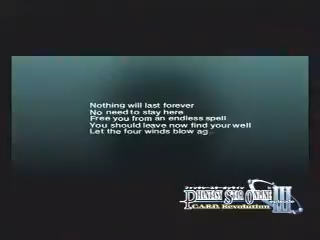 Nothing will last forever
No need to stay here
Free you from an endless spell
You should leave now find your well
Let the four winds blow ag
PHANTASY STAR ONLINE
episode III
C.A.R.D. Revolution